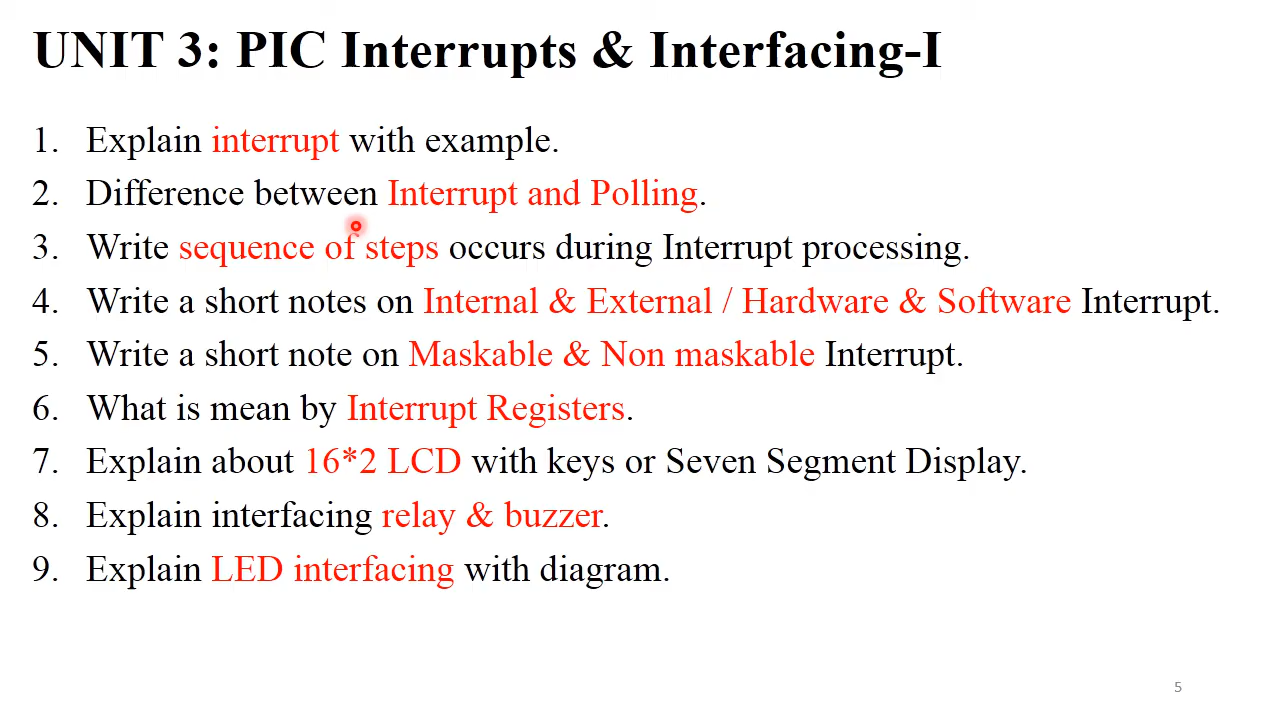 UNIT 3: PIC Interrupts & Interfacing-I
1. Explain interrupt with example.
2. Difference between Interrupt and Polling.
3. Write sequence of steps occurs during Interrupt processing.
4. Write a short notes on Internal & External / Hardware & Software Interrupt.
5. Write a short note on Maskable & Non maskable Interrupt.
6. What is mean by Interrupt Registers.
7. Explain about 16*2 LCD with keys or Seven Segment Display.
8. Explain interfacing relay & buzzer.
9. Explain LED interfacing with diagram.
5